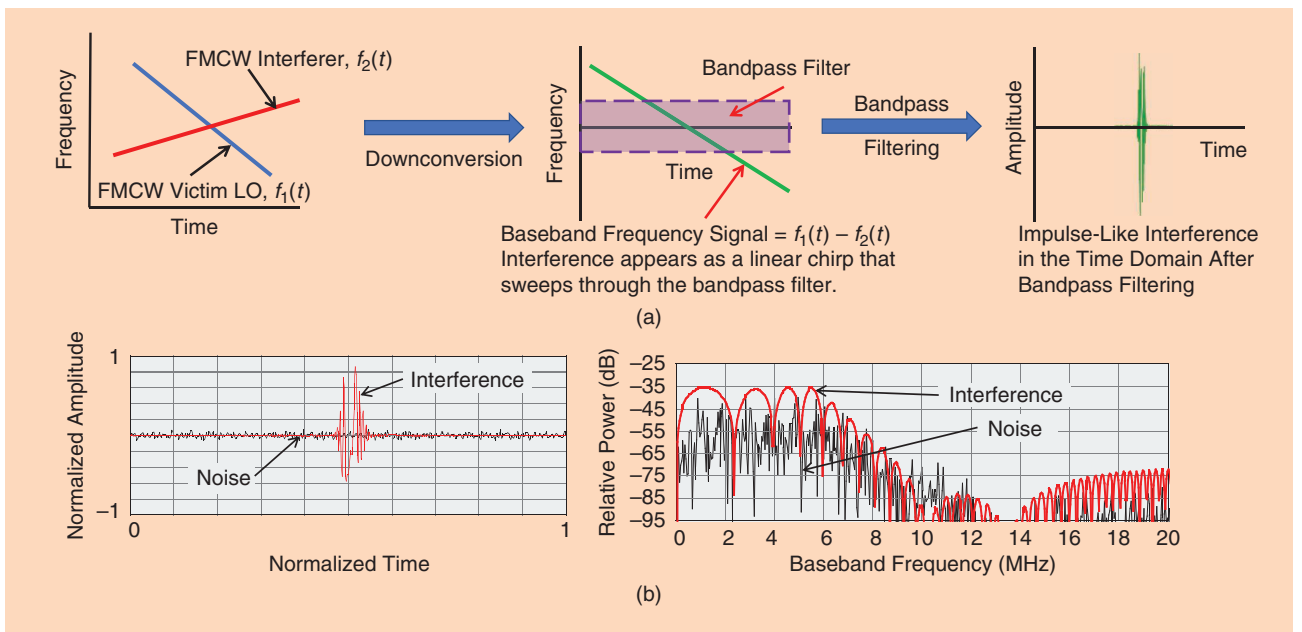 Frequency
FMCW Interferer, f2(t)
FMCW Victim LO, f1(t)
Time
Downconversion
Frequency
Bandpass Filter
Time
Baseband Frequency Signal = f1(t) – f2(t)
Interference appears as a linear chirp that
sweeps through the bandpass filter.
Bandpass
Filtering
Amplitude
Time
Impulse-Like Interference
in the Time Domain After
Bandpass Filtering
(a)
Normalized Amplitude
1
–1
Interference
Noise
0
1
Normalized Time
Relative Power (dB)
–25
–35
–45
–55
–65
–75
–85
–95
Interference
Noise
0 2 4 6 8 10 12 14 16 18 20
Baseband Frequency (MHz)
(b)